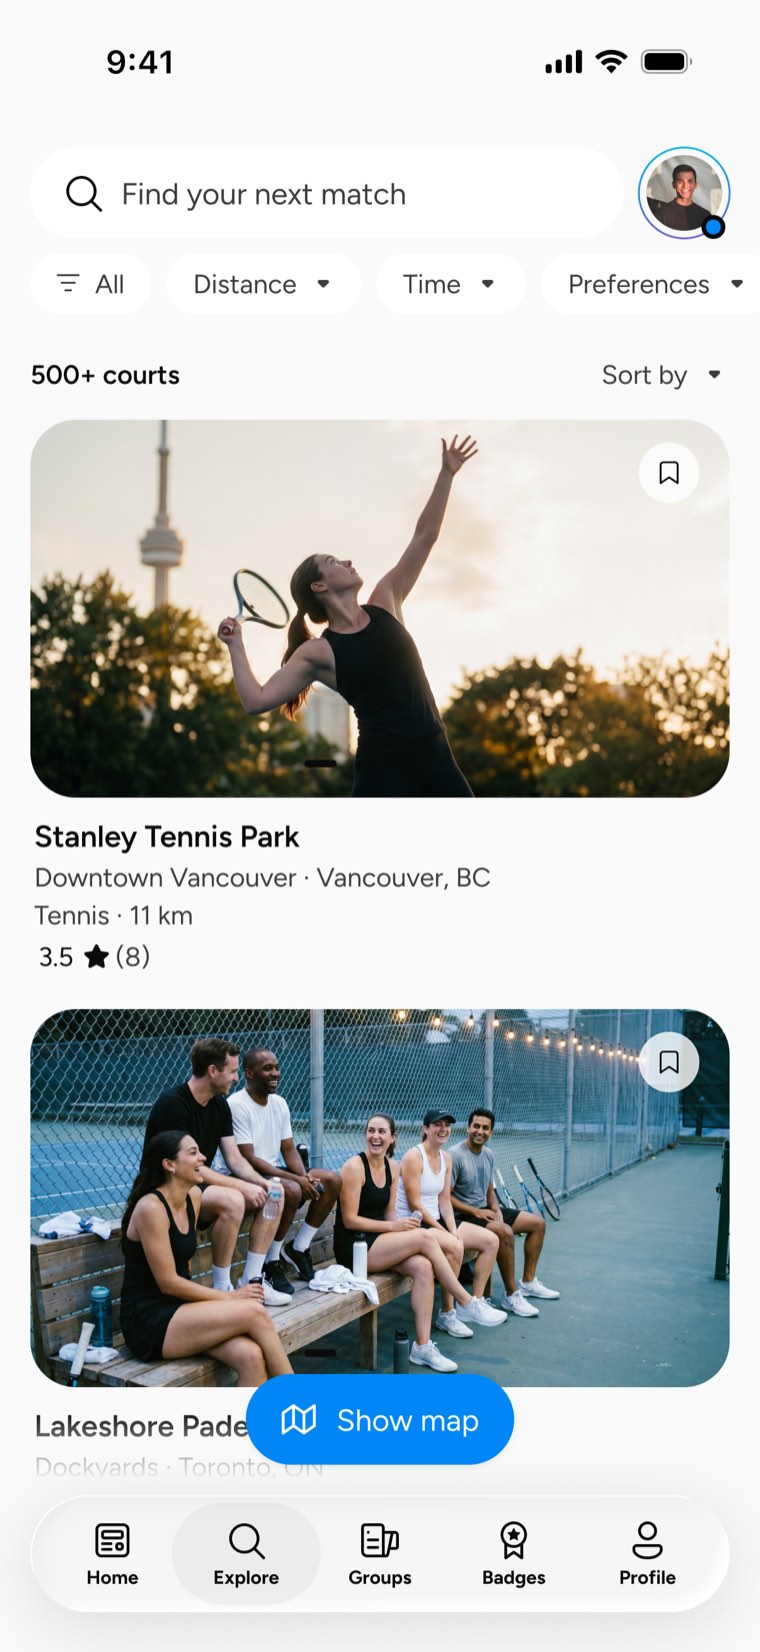 9:41
Find your next match
All Distance Time Preferences
500+ courts Sort by
Stanley Tennis Park
Downtown Vancouver · Vancouver, BC
Tennis · 11 km
3.5 ★ (8)
Lakeshore Pade
Show map
Dockyards · Toronto, ON
Home Explore Groups Badges Profile